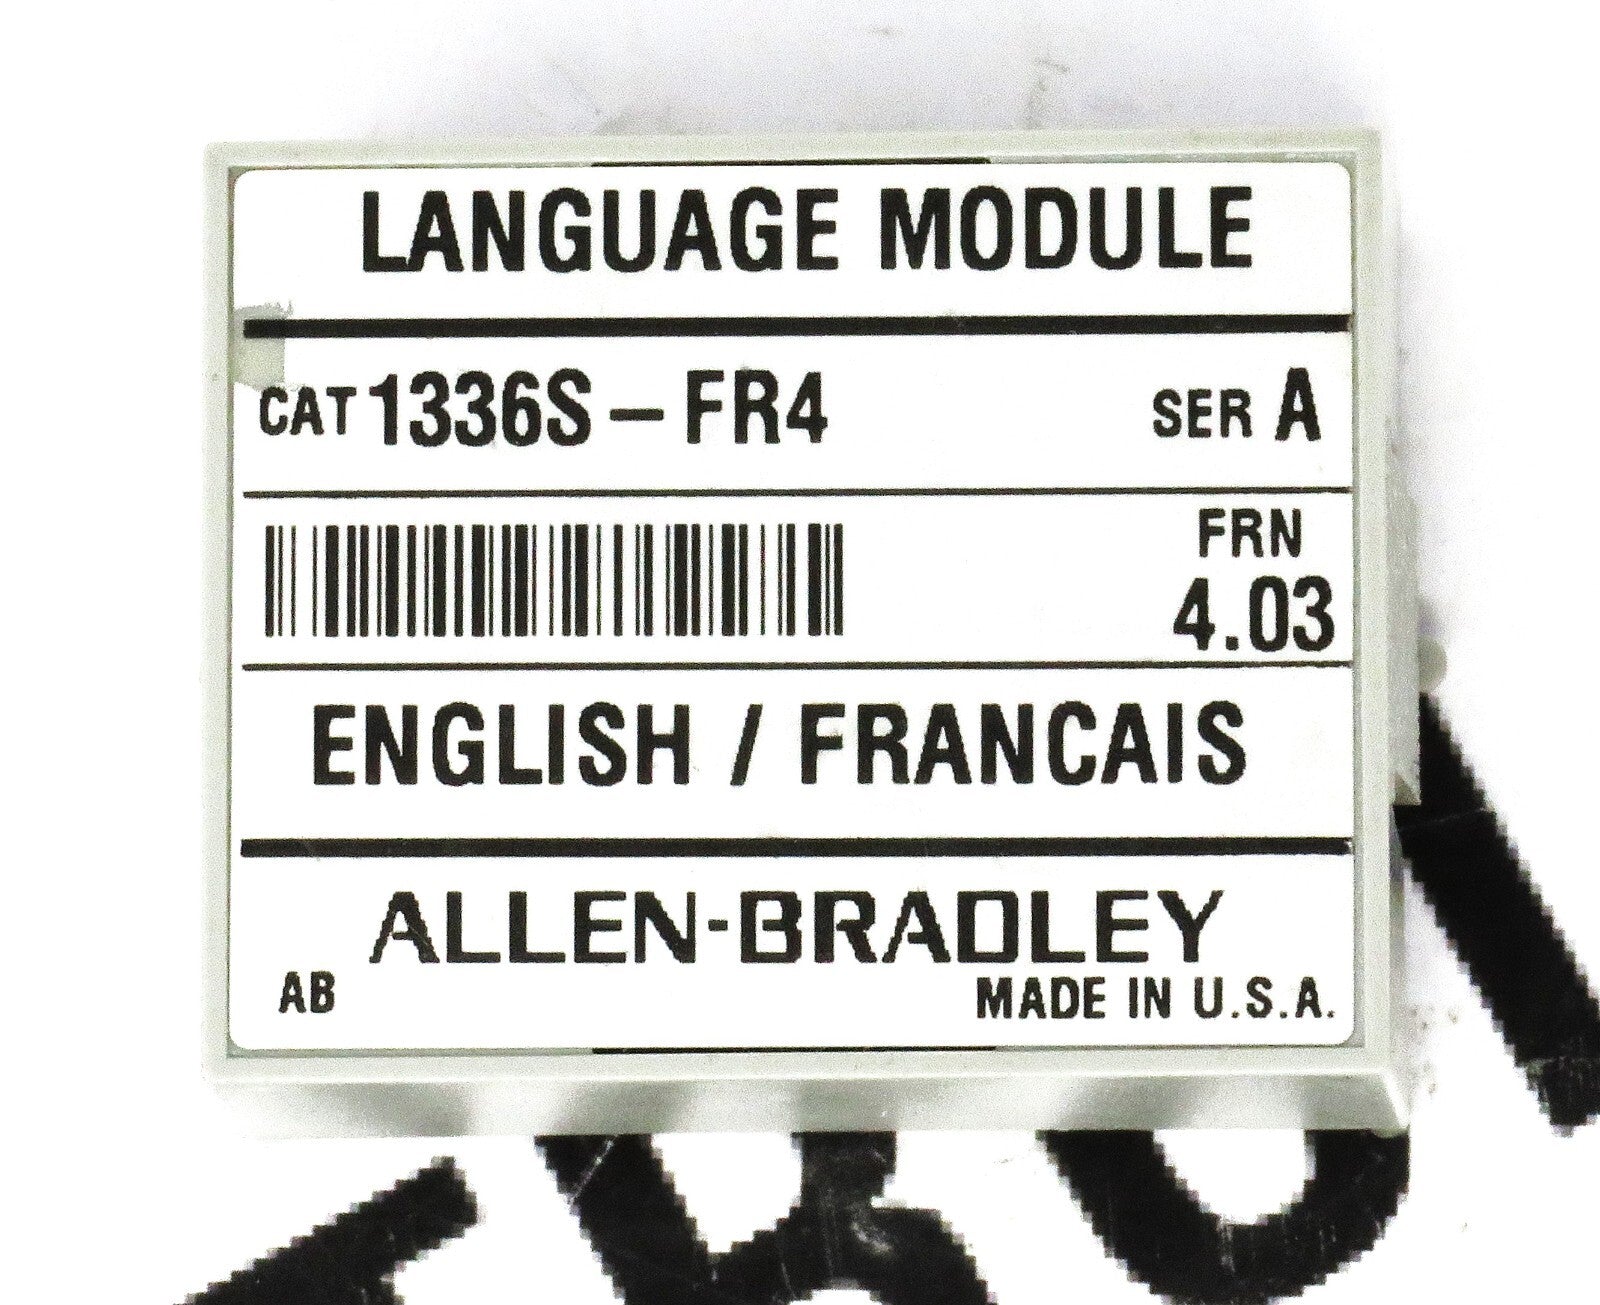 LANGUAGE MODULE
CAT 1336S-FR4 SER A
FRN
4.03
ENGLISH / FRANCAIS
ALLEN-BRADLEY
AB MADE IN U.S.A.